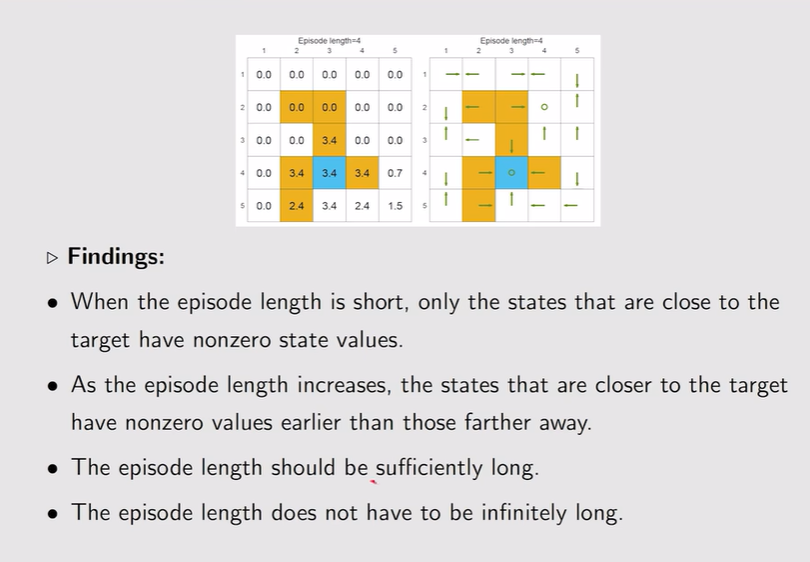 Episode length=4 Episode length=4
1 2 3 4 5 1 2 3 4 5
1 0.0 0.0 0.0 0.0 0.0 1
2 0.0 0.0 0.0 0.0 0.0 2
3 0.0 0.0 3.4 0.0 0.0 3
4 0.0 3.4 3.4 3.4 0.7 4
5 0.0 2.4 3.4 2.4 1.5 5
▷ Findings:
• When the episode length is short, only the states that are close to the
target have nonzero state values.
• As the episode length increases, the states that are closer to the target
have nonzero values earlier than those farther away.
• The episode length should be sufficiently long.
• The episode length does not have to be infinitely long.